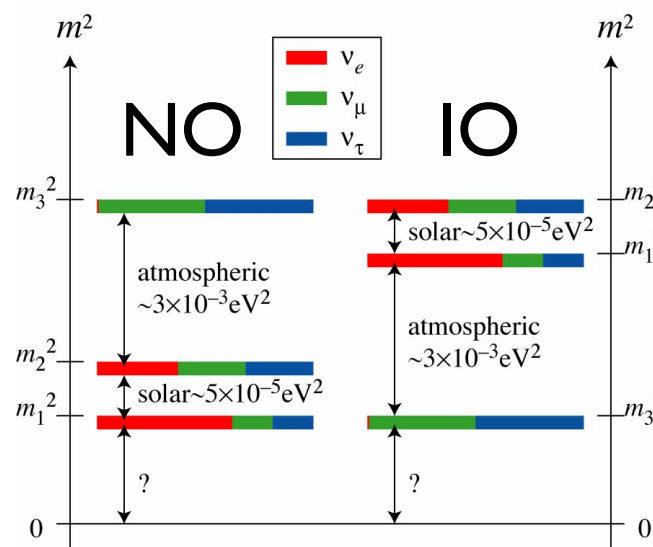 m²
m²
νe
νμ
ντ
NO
IO
m₃²
m₂
solar~5×10⁻⁵eV²
m₁
atmospheric
~3×10⁻³eV²
atmospheric
~3×10⁻³eV²
m₂²
solar~5×10⁻⁵eV²
m₁²
m₃
?
?
0
0